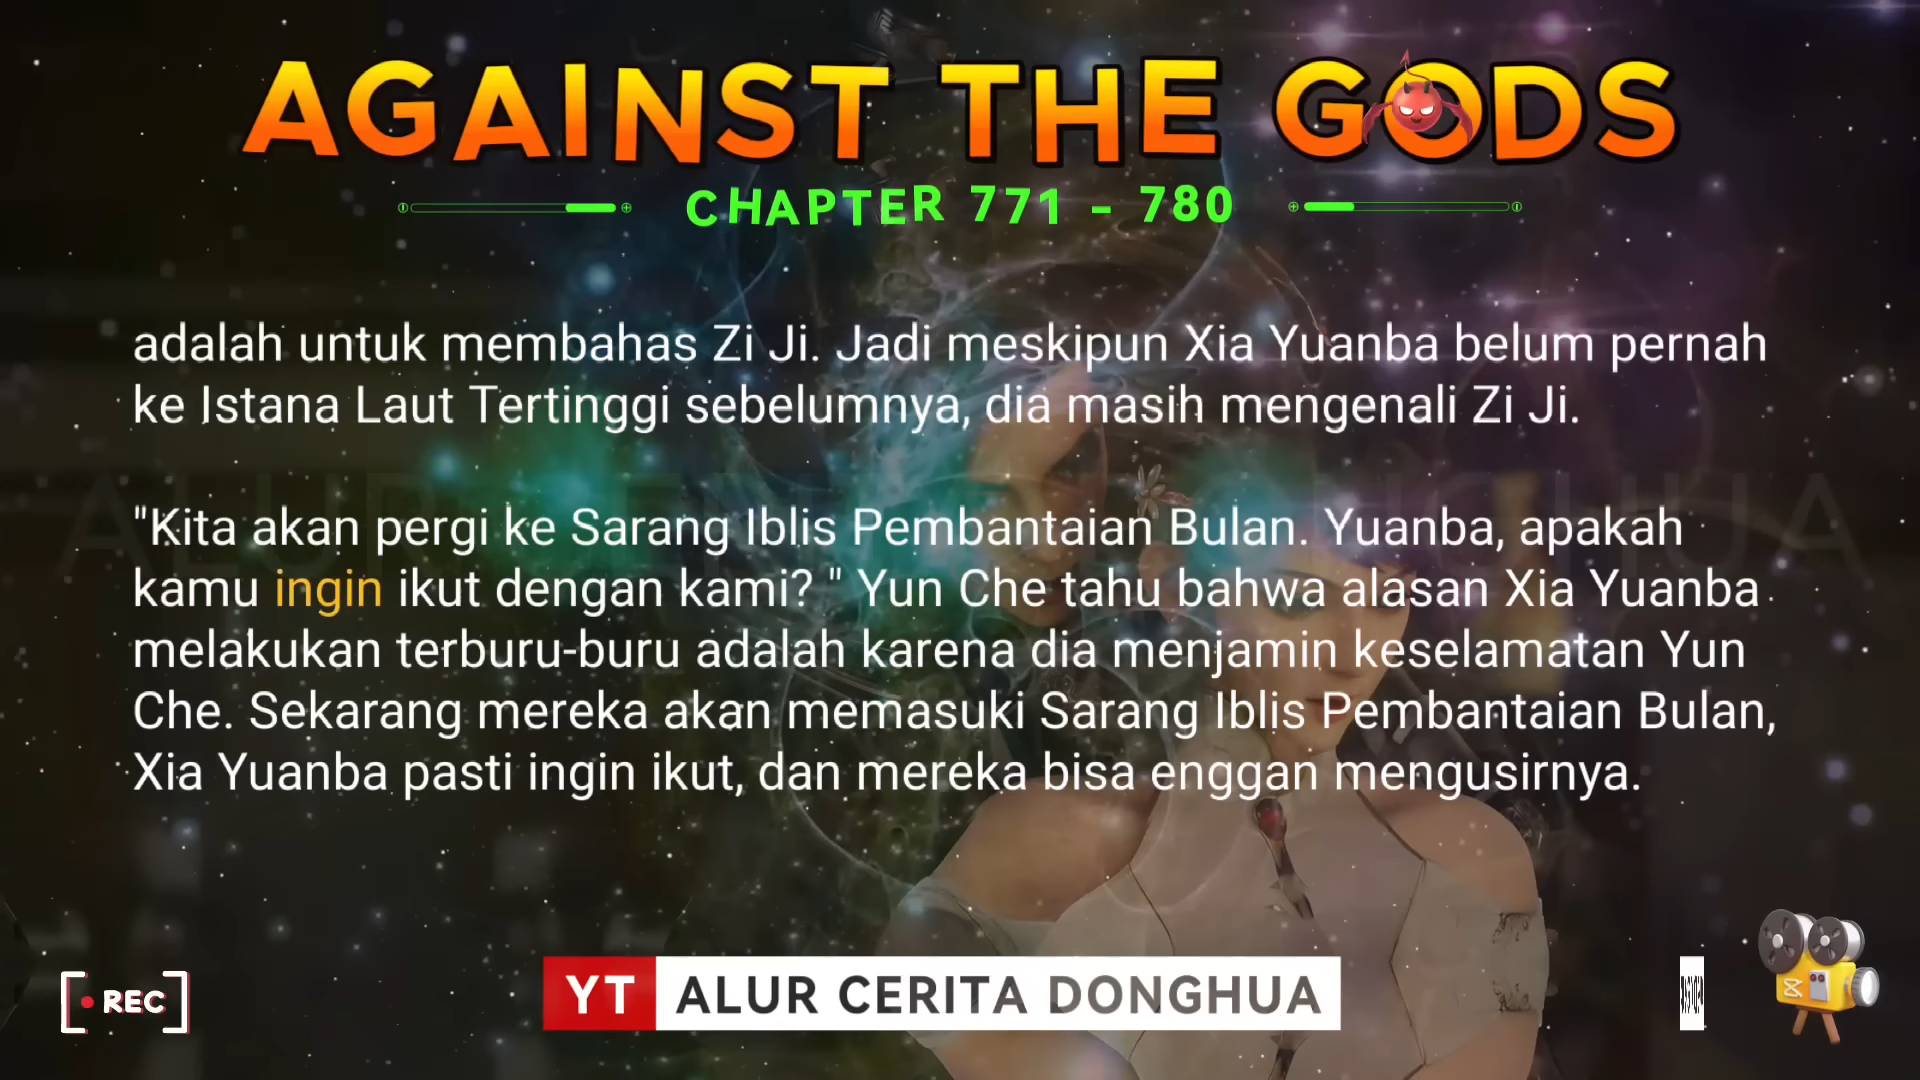 AGAINST THE GODS
CHAPTER 771 - 780
adalah untuk membahas Zi Ji. Jadi meskipun Xia Yuanba belum pernah
ke Istana Laut Tertinggi sebelumnya, dia masih mengenali Zi Ji.
"Kita akan pergi ke Sarang Iblis Pembantaian Bulan. Yuanba, apakah
kamu ingin ikut dengan kami? " Yun Che tahu bahwa alasan Xia Yuanba
melakukan terburu-buru adalah karena dia menjamin keselamatan Yun
Che. Sekarang mereka akan memasuki Sarang Iblis Pembantaian Bulan,
Xia Yuanba pasti ingin ikut, dan mereka bisa enggan mengusirnya.
REC
YT ALUR CERITA DONGHUA